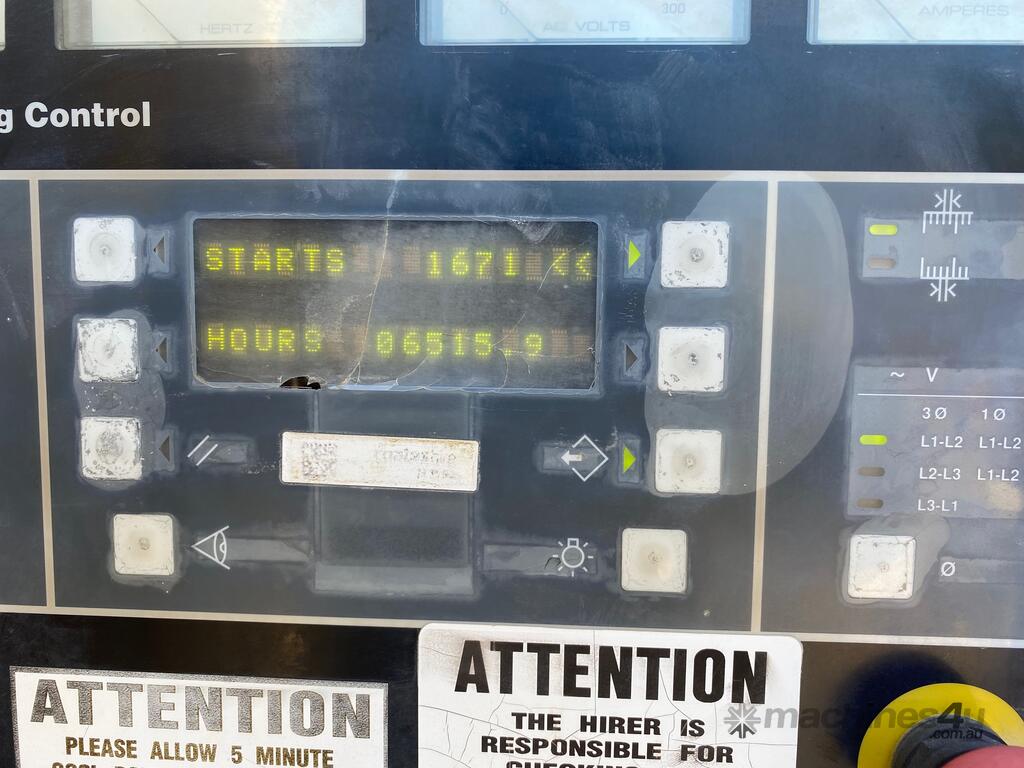 HERTZ
0 300
AC VOLTS
AMPERES
g Control
STARTS 1671 <<
HOURS 06515.9
~ V
3Ø 1Ø
L1-L2 L1-L2
L2-L3 L1-L2
L3-L1
Ø
ATTENTION
PLEASE ALLOW 5 MINUTE
ATTENTION
THE HIRER IS
RESPONSIBLE FOR
machines4u
.com.au